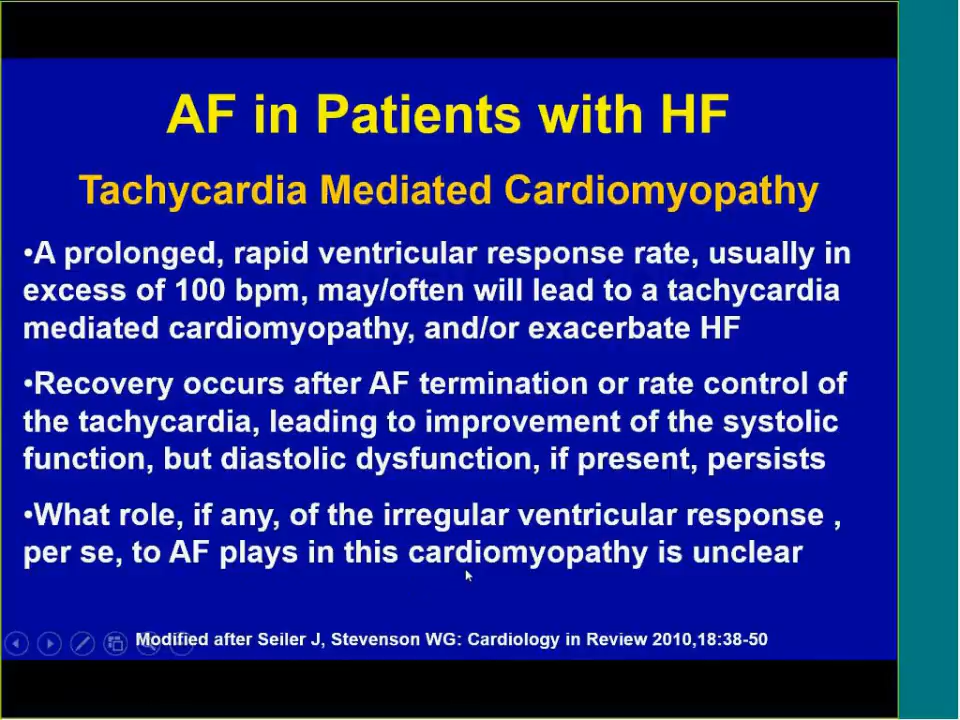 AF in Patients with HF
Tachycardia Mediated Cardiomyopathy
•A prolonged, rapid ventricular response rate, usually in
excess of 100 bpm, may/often will lead to a tachycardia
mediated cardiomyopathy, and/or exacerbate HF
•Recovery occurs after AF termination or rate control of
the tachycardia, leading to improvement of the systolic
function, but diastolic dysfunction, if present, persists
•What role, if any, of the irregular ventricular response ,
per se, to AF plays in this cardiomyopathy is unclear
Modified after Seiler J, Stevenson WG: Cardiology in Review 2010,18:38-50